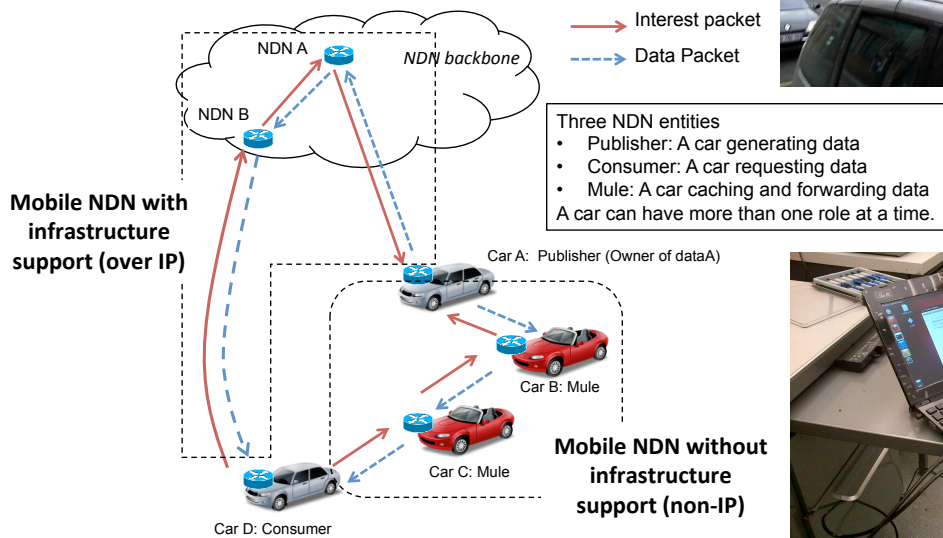 Interest packet
Data Packet
NDN A
NDN backbone
NDN B
Three NDN entities
• Publisher: A car generating data
• Consumer: A car requesting data
• Mule: A car caching and forwarding data
A car can have more than one role at a time.
Mobile NDN with
infrastructure
support (over IP)
Car A: Publisher (Owner of dataA)
Car B: Mule
Car C: Mule
Mobile NDN without
infrastructure
support (non-IP)
Car D: Consumer